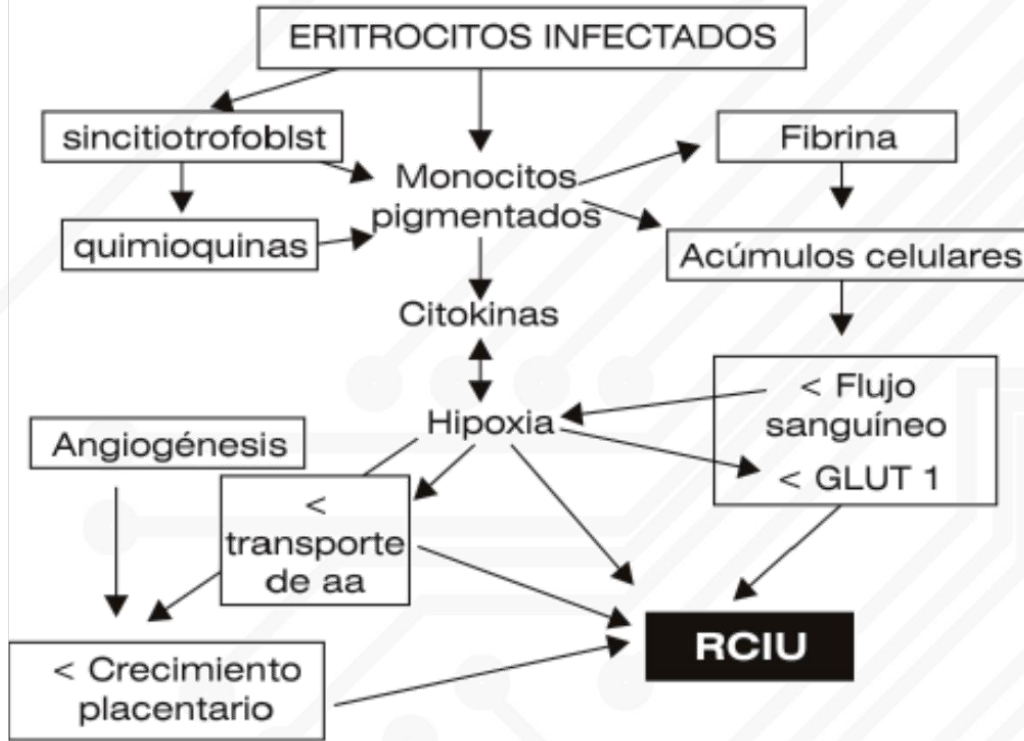 ERITROCITOS INFECTADOS
sincitiotrofoblst
Fibrina
Monocitos
pigmentados
quimioquinas
Acúmulos celulares
Citokinas
< Flujo
sanguíneo
Hipoxia
Angiogénesis
< GLUT 1
<
transporte
de aa
RCIU
< Crecimiento
placentario